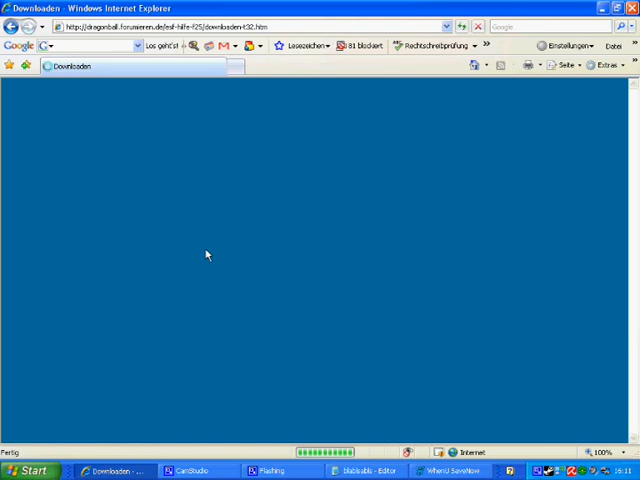 Downloaden - Windows Internet Explorer
http://dragonball.forumieren.de/esf-hilfe-f25/downloaden-t32.htm
Google
Google G Los geht's! 81 blockiert Lesezeichen Rechtschreibprüfung Einstellungen Datei
Downloaden
Seite Extras
Fertig
Internet
100%
Start
Downloaden - ...
CamStudio
Flashing
blablsabls - Editor
WhenU SaveNow
16:11